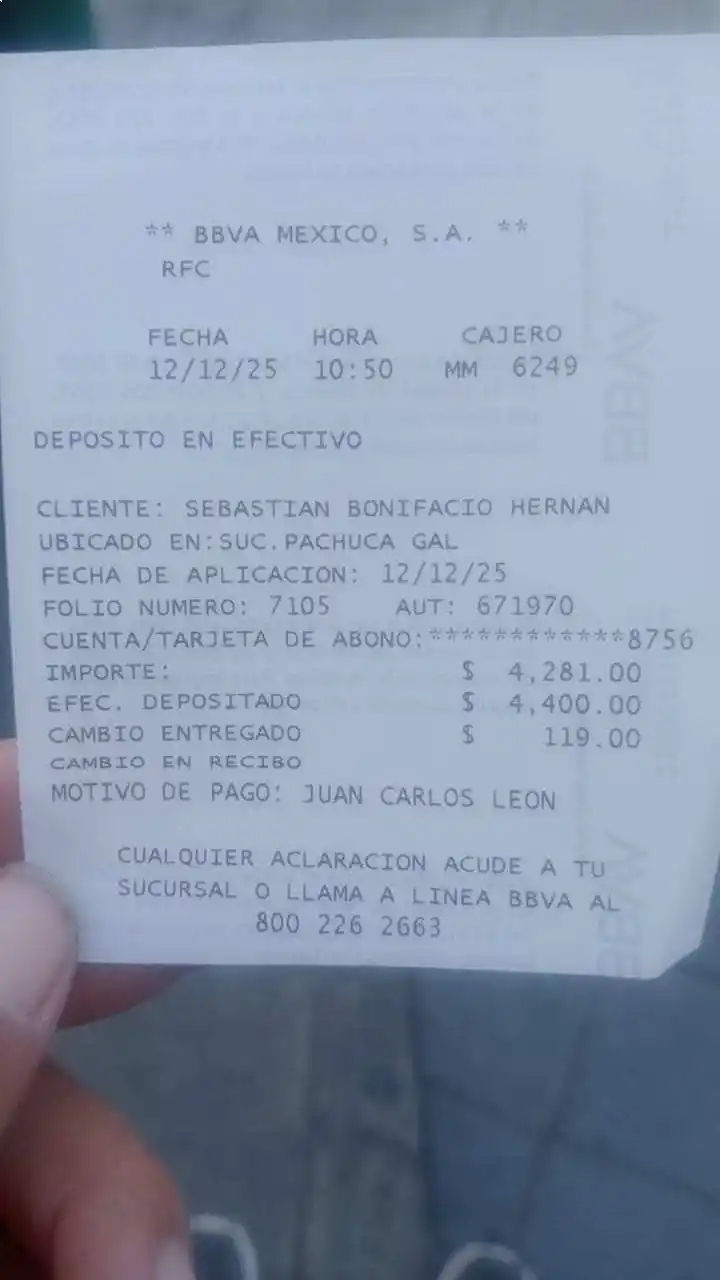 ** BBVA MEXICO, S.A. **
RFC
FECHA HORA CAJERO
12/12/25 10:50 MM 6249
DEPOSITO EN EFECTIVO
CLIENTE: SEBASTIAN BONIFACIO HERNAN
UBICADO EN:SUC.PACHUCA GAL
FECHA DE APLICACION: 12/12/25
FOLIO NUMERO: 7105 AUT: 671970
CUENTA/TARJETA DE ABONO:************8756
IMPORTE: $ 4,281.00
EFEC. DEPOSITADO $ 4,400.00
CAMBIO ENTREGADO $ 119.00
CAMBIO EN RECIBO
MOTIVO DE PAGO: JUAN CARLOS LEON
CUALQUIER ACLARACION ACUDE A TU
SUCURSAL O LLAMA A LINEA BBVA AL
800 226 2663
BBVA
BBVA